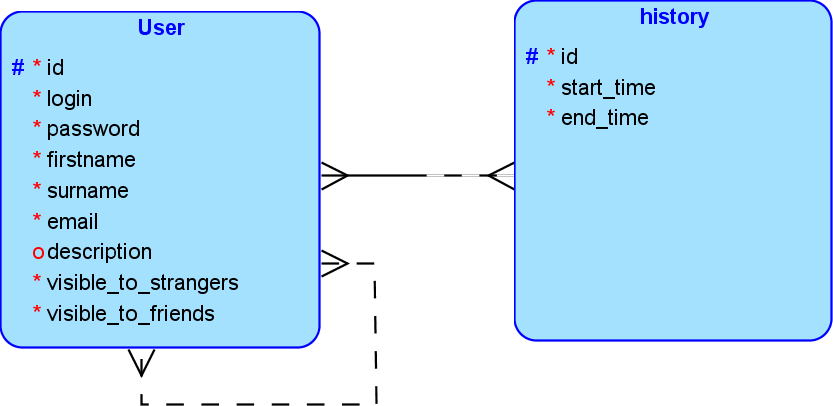 User
# * id
* login
* password
* firstname
* surname
* email
o description
* visible_to_strangers
* visible_to_friends
history
# * id
* start_time
* end_time